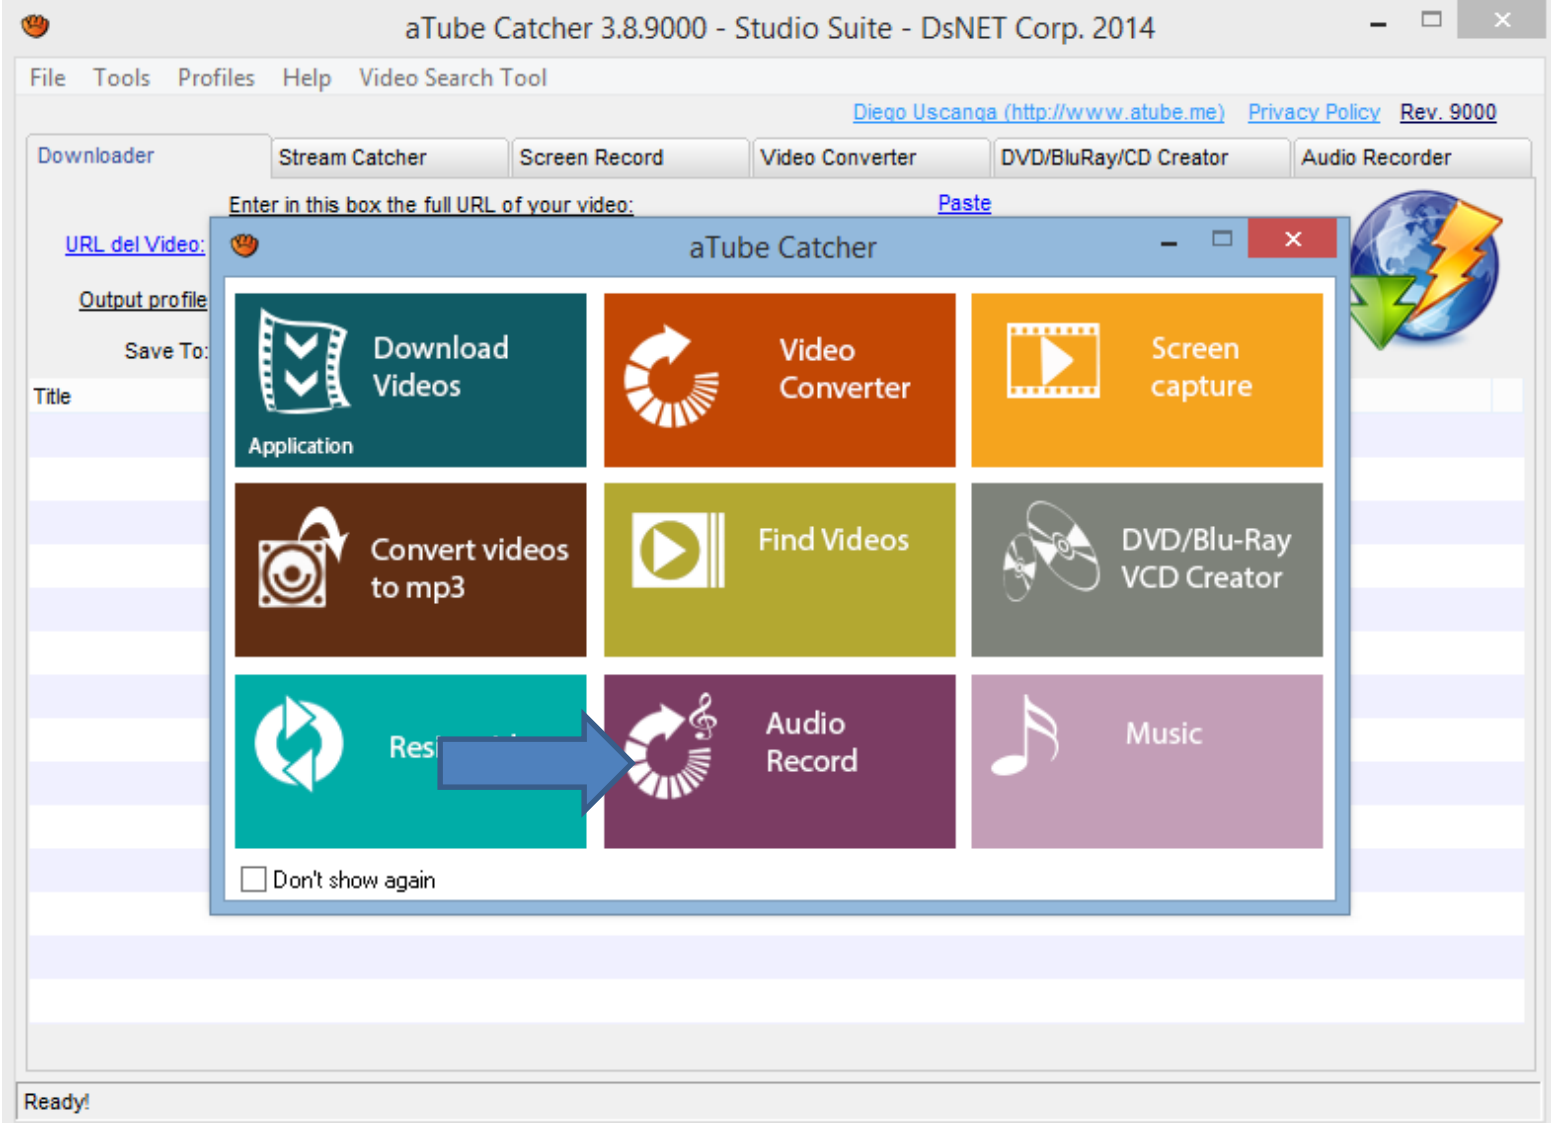 aTube Catcher 3.8.9000 - Studio Suite - DsNET Corp. 2014
File Tools Profiles Help Video Search Tool
Diego Uscanga (http://www.atube.me) Privacy Policy Rev. 9000
Downloader Stream Catcher Screen Record Video Converter DVD/BluRay/CD Creator Audio Recorder
Enter in this box the full URL of your video: Paste
URL del Video:
Output profile
Save To:
Title
aTube Catcher
Download
Videos
Application
Video
Converter
Screen
capture
Convert videos
to mp3
Find Videos
DVD/Blu-Ray
VCD Creator
Audio
Record
Music
Don't show again
Ready!